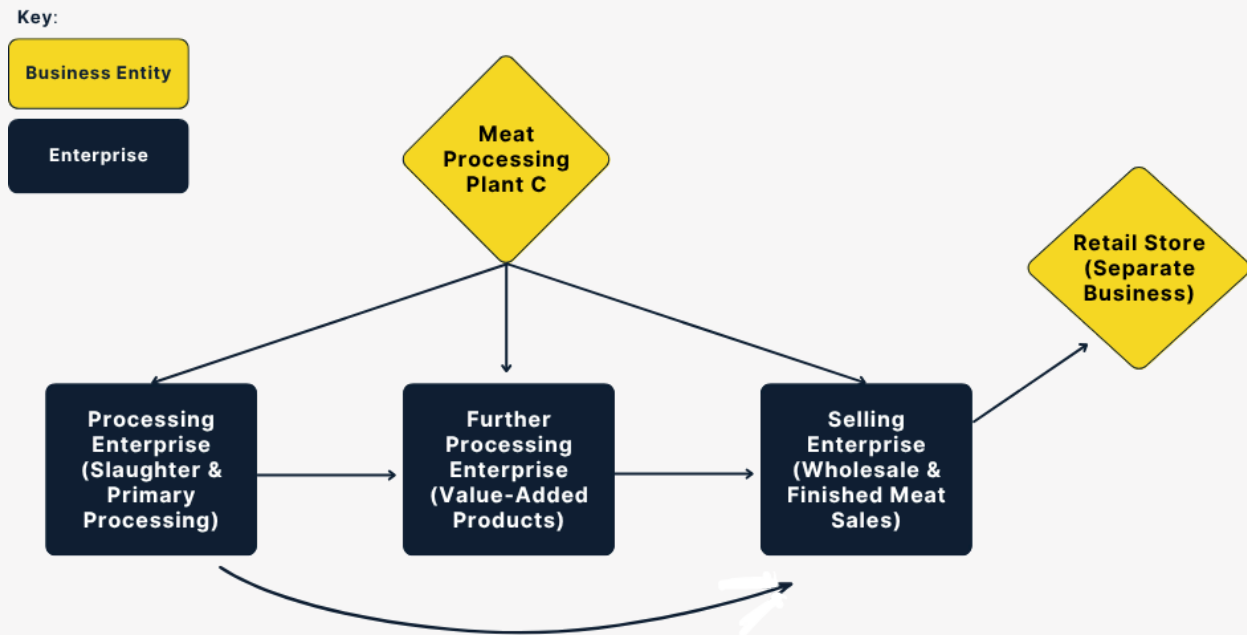 Key:
Business Entity
Enterprise
Meat
Processing
Plant C
Retail Store
(Separate
Business)
Processing
Enterprise
(Slaughter &
Primary
Processing)
Further
Processing
Enterprise
(Value-Added
Products)
Selling
Enterprise
(Wholesale &
Finished Meat
Sales)